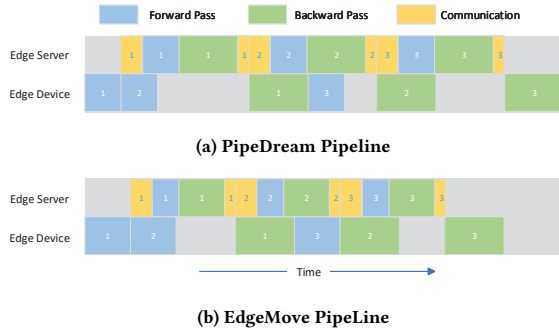 Forward Pass Backward Pass Communication
Edge Server 1 1 1 1 2 2 2 2 3 3 3 3
Edge Device 1 2 1 3 2 3
(a) PipeDream Pipeline
Edge Server 1 1 1 1 2 2 2 2 3 3 3 3
Edge Device 1 2 1 3 2 3
Time
(b) EdgeMove PipeLine